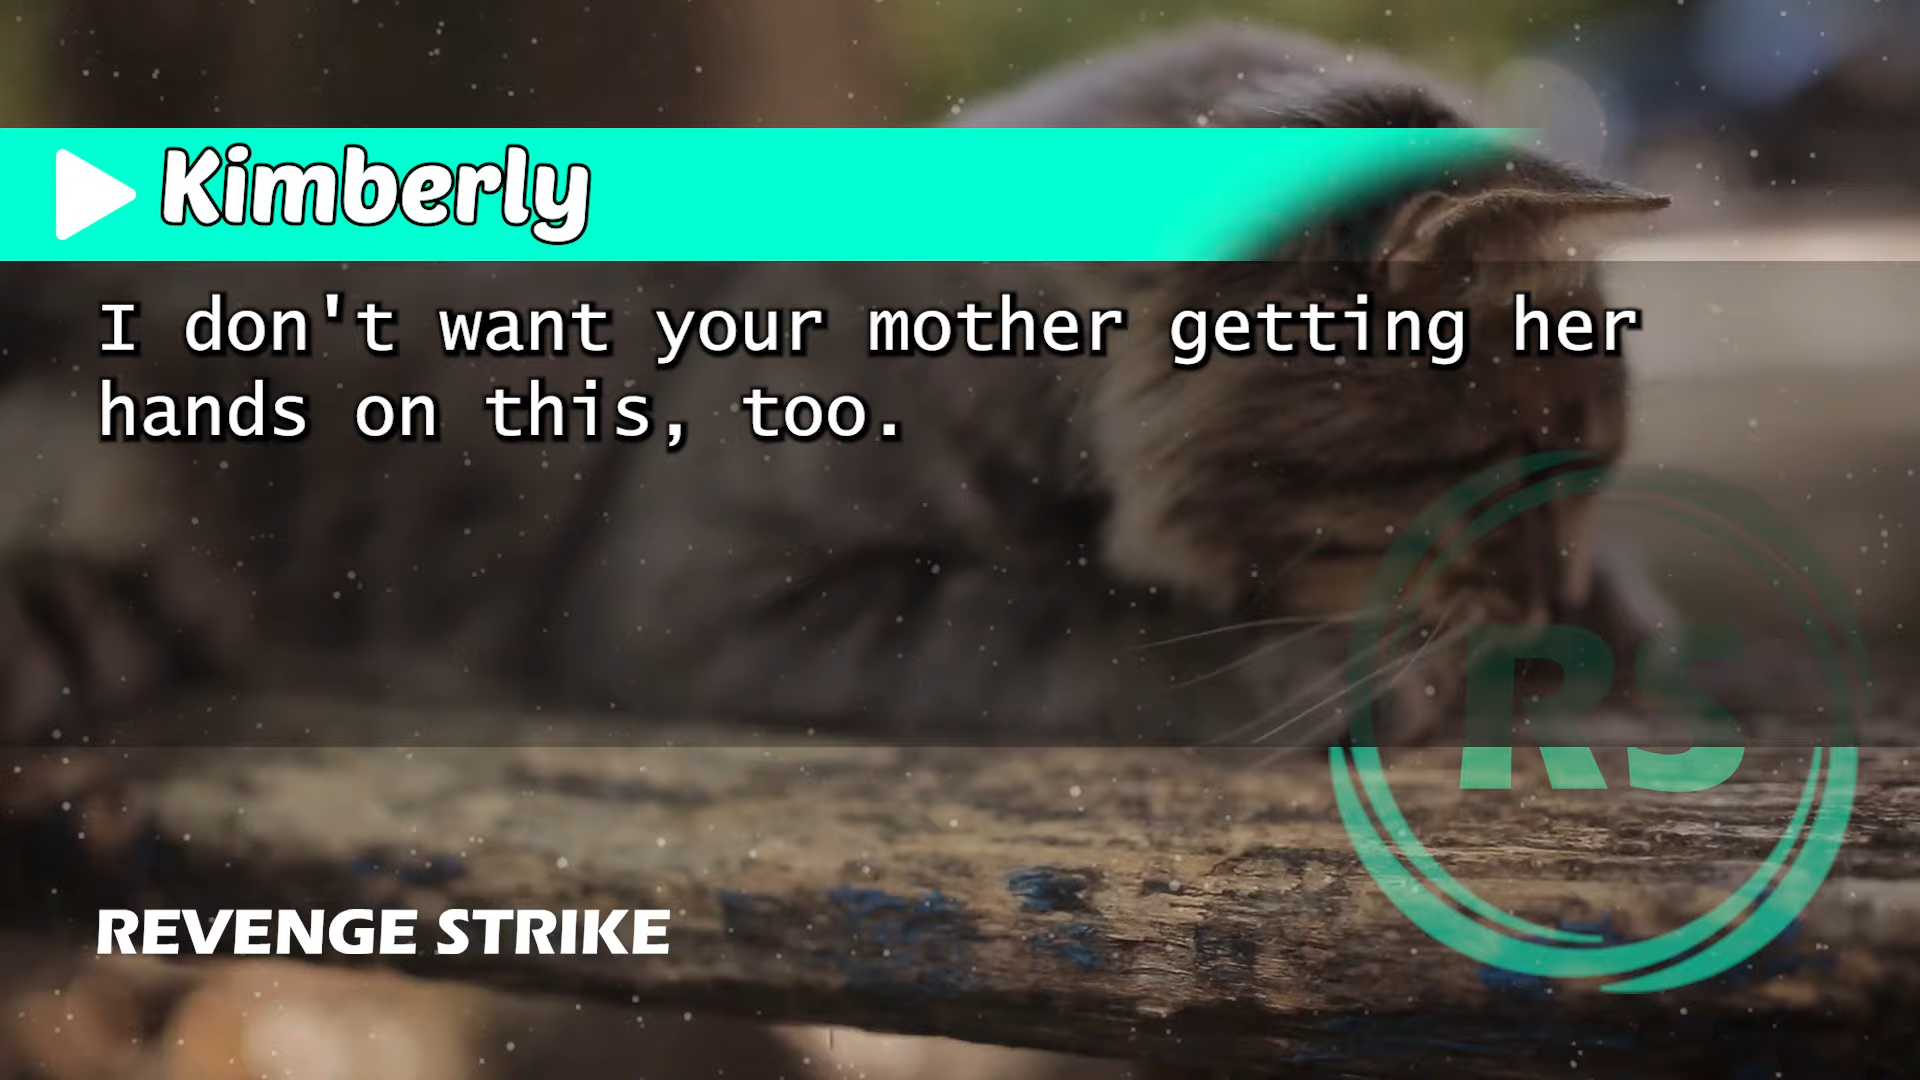 Kimberly
I don't want your mother getting her
hands on this, too.
RS
REVENGE STRIKE